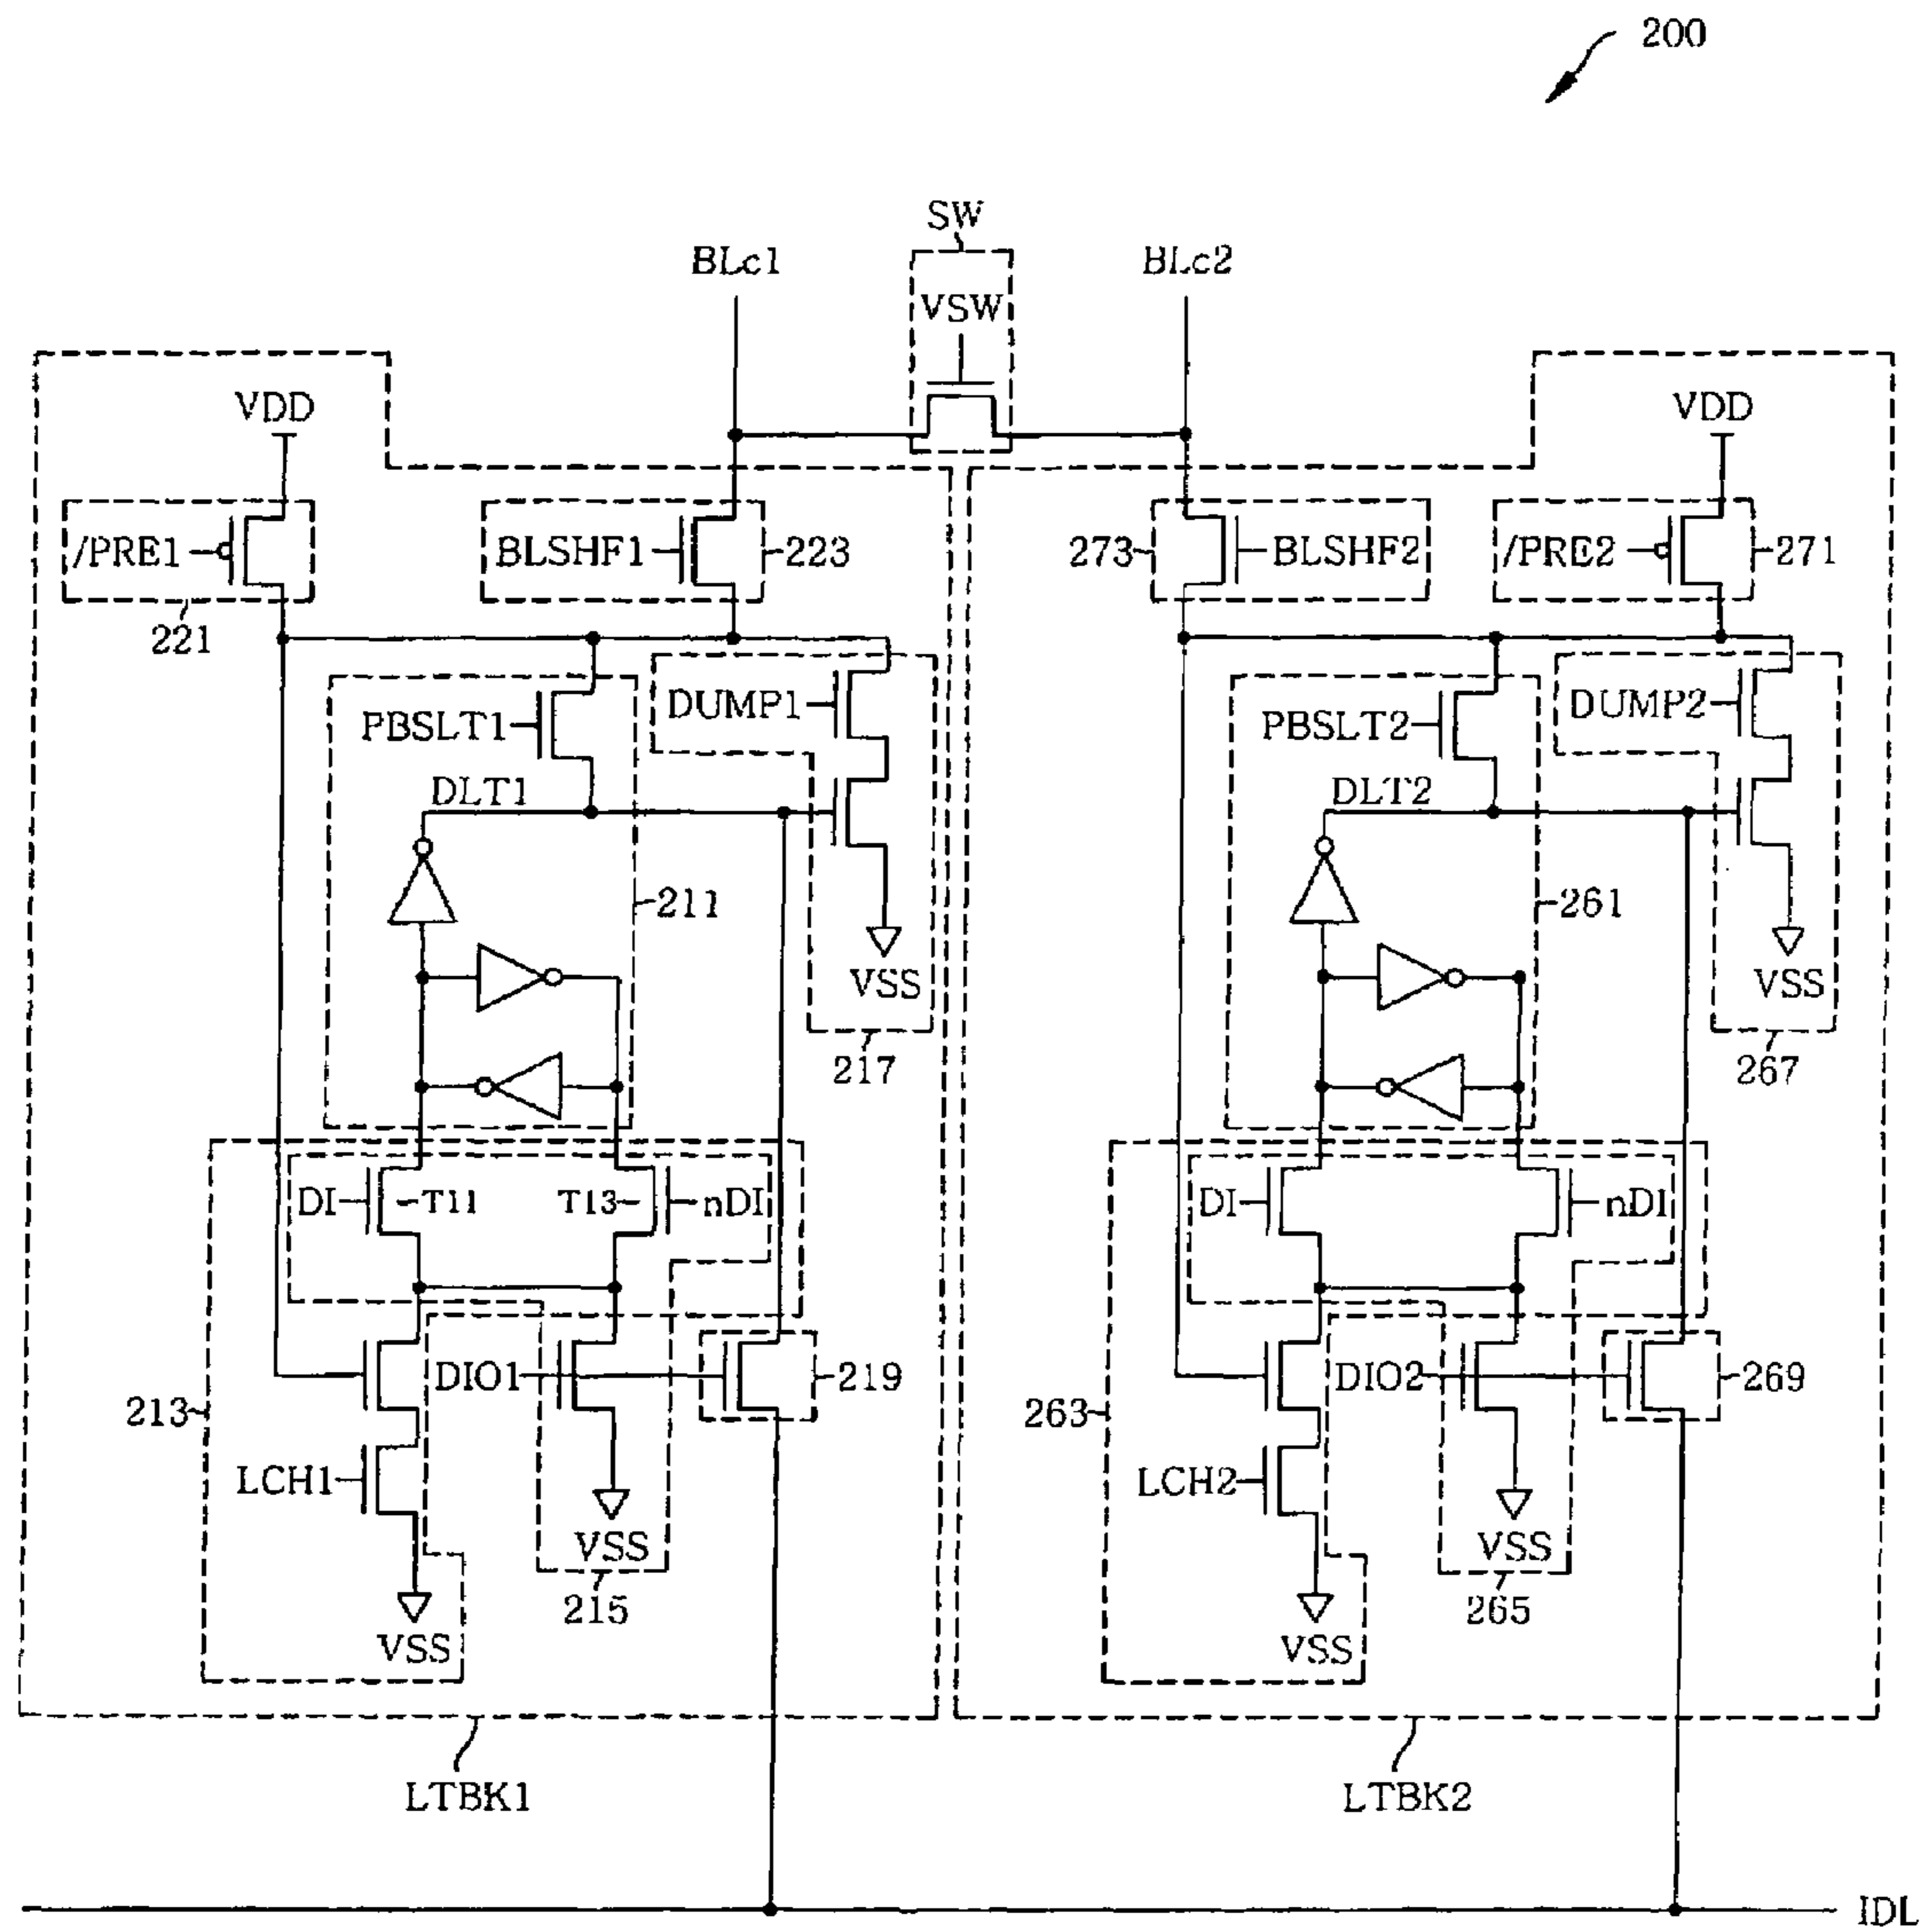 200
SW
BLc1
BLc2
VSW
VDD
VDD
/PRE1
BLSHF1
223
273
BLSHF2
/PRE2
271
221
PBSLT1
DUMP1
PBSLT2
DUMP2
DLT1
DLT2
211
261
VSS
VSS
217
267
DI
T11
T13
nDI
DI
nDI
DIO1
219
DIO2
269
213
263
LCH1
LCH2
VSS
VSS
215
265
VSS
VSS
LTBK1
LTBK2
IDL